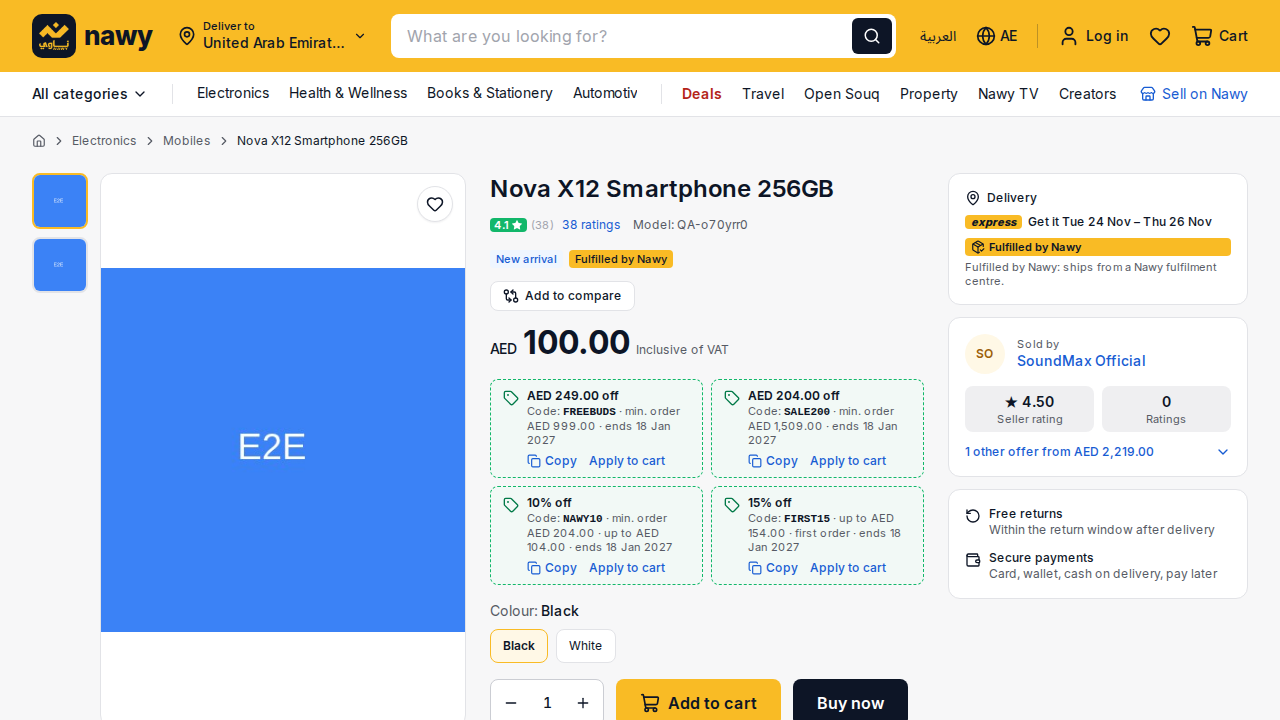 نـــاوي
NAWY
nawy
Deliver to
United Arab Emirat...
What are you looking for?
العربية
AE
Log in
Cart
All categories
Electronics
Health & Wellness
Books & Stationery
Automotiv
Deals
Travel
Open Souq
Property
Nawy TV
Creators
Sell on Nawy
Electronics
Mobiles
Nova X12 Smartphone 256GB
E2E
E2E
E2E
Nova X12 Smartphone 256GB
4.1 ★ (38) 38 ratings Model: QA-o70yrr0
New arrival
Fulfilled by Nawy
Add to compare
AED 100.00 Inclusive of VAT
AED 249.00 off
Code: FREEBUDS · min. order
AED 999.00 · ends 18 Jan
2027
Copy Apply to cart
AED 204.00 off
Code: SALE200 · min. order
AED 1,509.00 · ends 18 Jan
2027
Copy Apply to cart
10% off
Code: NAWY10 · min. order
AED 204.00 · up to AED
104.00 · ends 18 Jan 2027
Copy Apply to cart
15% off
Code: FIRST15 · up to AED
154.00 · first order · ends 18
Jan 2027
Copy Apply to cart
Colour: Black
Black
White
1
Add to cart
Buy now
Delivery
express Get it Tue 24 Nov – Thu 26 Nov
Fulfilled by Nawy
Fulfilled by Nawy: ships from a Nawy fulfilment
centre.
SO
Sold by
SoundMax Official
★ 4.50
Seller rating
0
Ratings
1 other offer from AED 2,219.00
Free returns
Within the return window after delivery
Secure payments
Card, wallet, cash on delivery, pay later